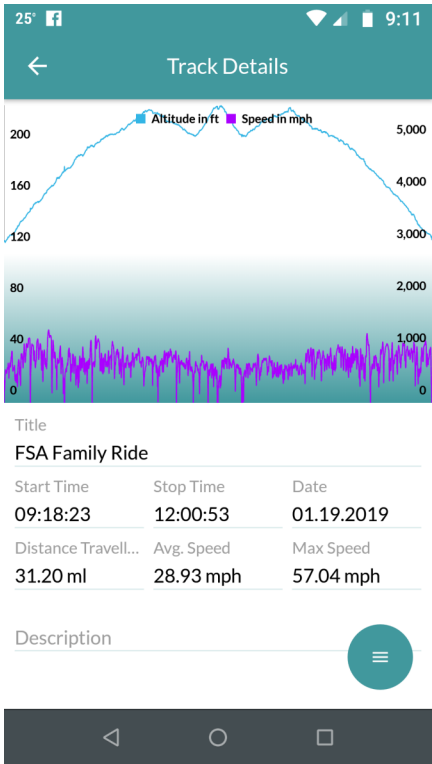 25° f 9:11
Track Details
Altitude in ft Speed in mph
200 5,000
160 4,000
120 3,000
80 2,000
40 1,000
0 0
Title
FSA Family Ride
Start Time Stop Time Date
09:18:23 12:00:53 01.19.2019
Distance Travell... Avg. Speed Max Speed
31.20 ml 28.93 mph 57.04 mph
Description